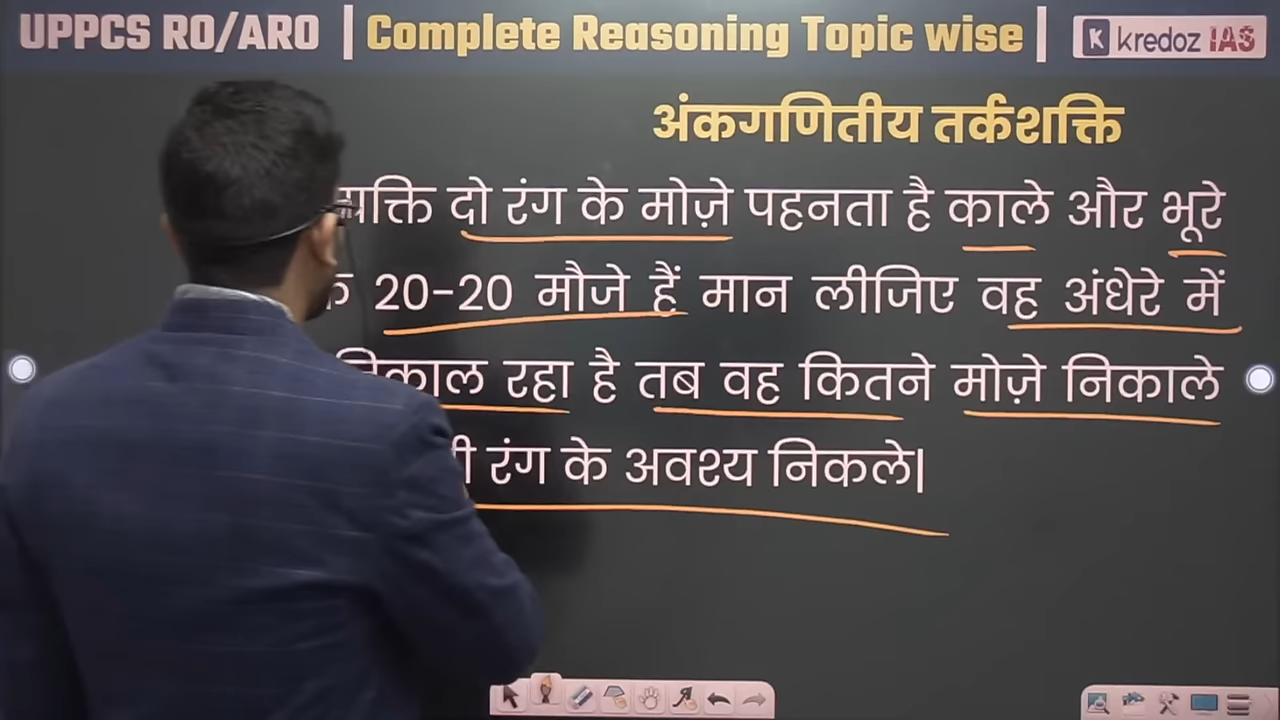 UPPCS RO/ARO | Complete Reasoning Topic wise | K kredoz IAS
अंकगणितीय तर्कशक्ति
दो रंग के मोज़े पहनता है काले और भूरे
20-20 मौजे हैं मान लीजिए वह अंधेरे में
रहा है तब वह कितने मोज़े निकाले
रंग के अवश्य निकले|